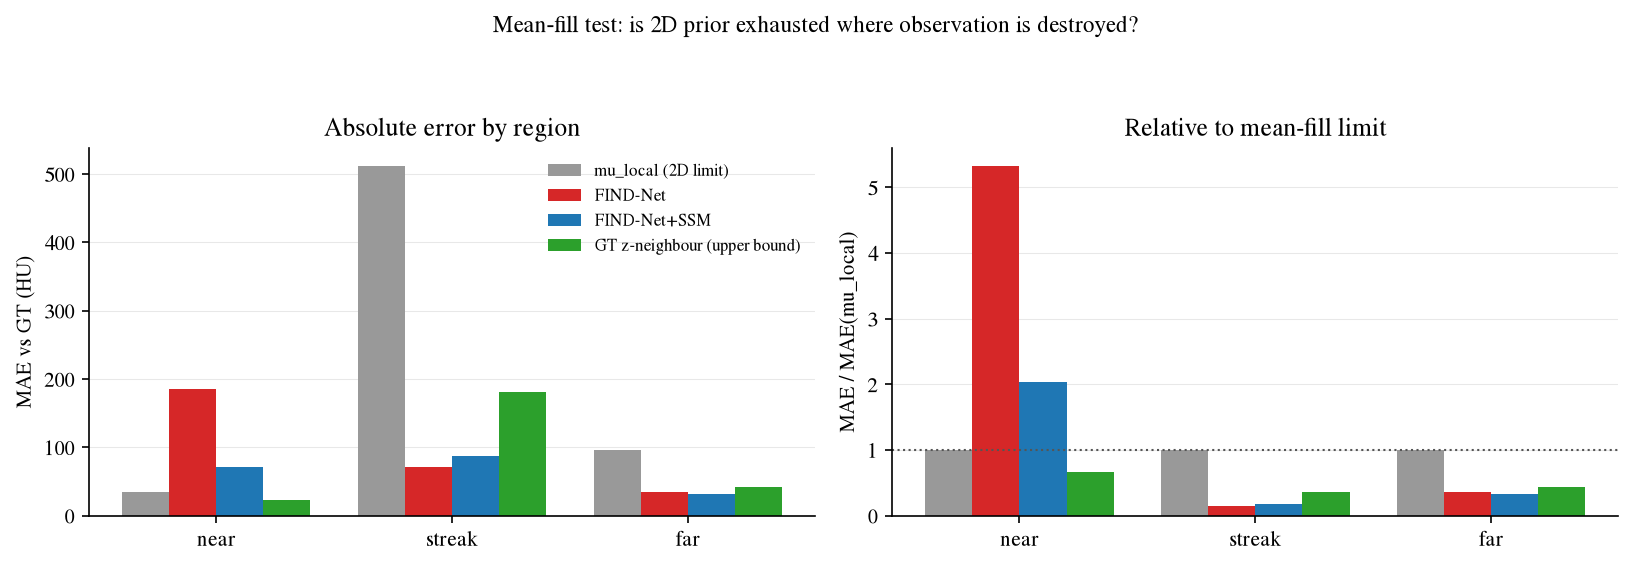 Mean-fill test: is 2D prior exhausted where observation is destroyed?
Absolute error by region
MAE vs GT (HU)
500
400
300
200
100
0
near
streak
far
mu_local (2D limit)
FIND-Net
FIND-Net+SSM
GT z-neighbour (upper bound)
Relative to mean-fill limit
MAE / MAE(mu_local)
5
4
3
2
1
0
near
streak
far